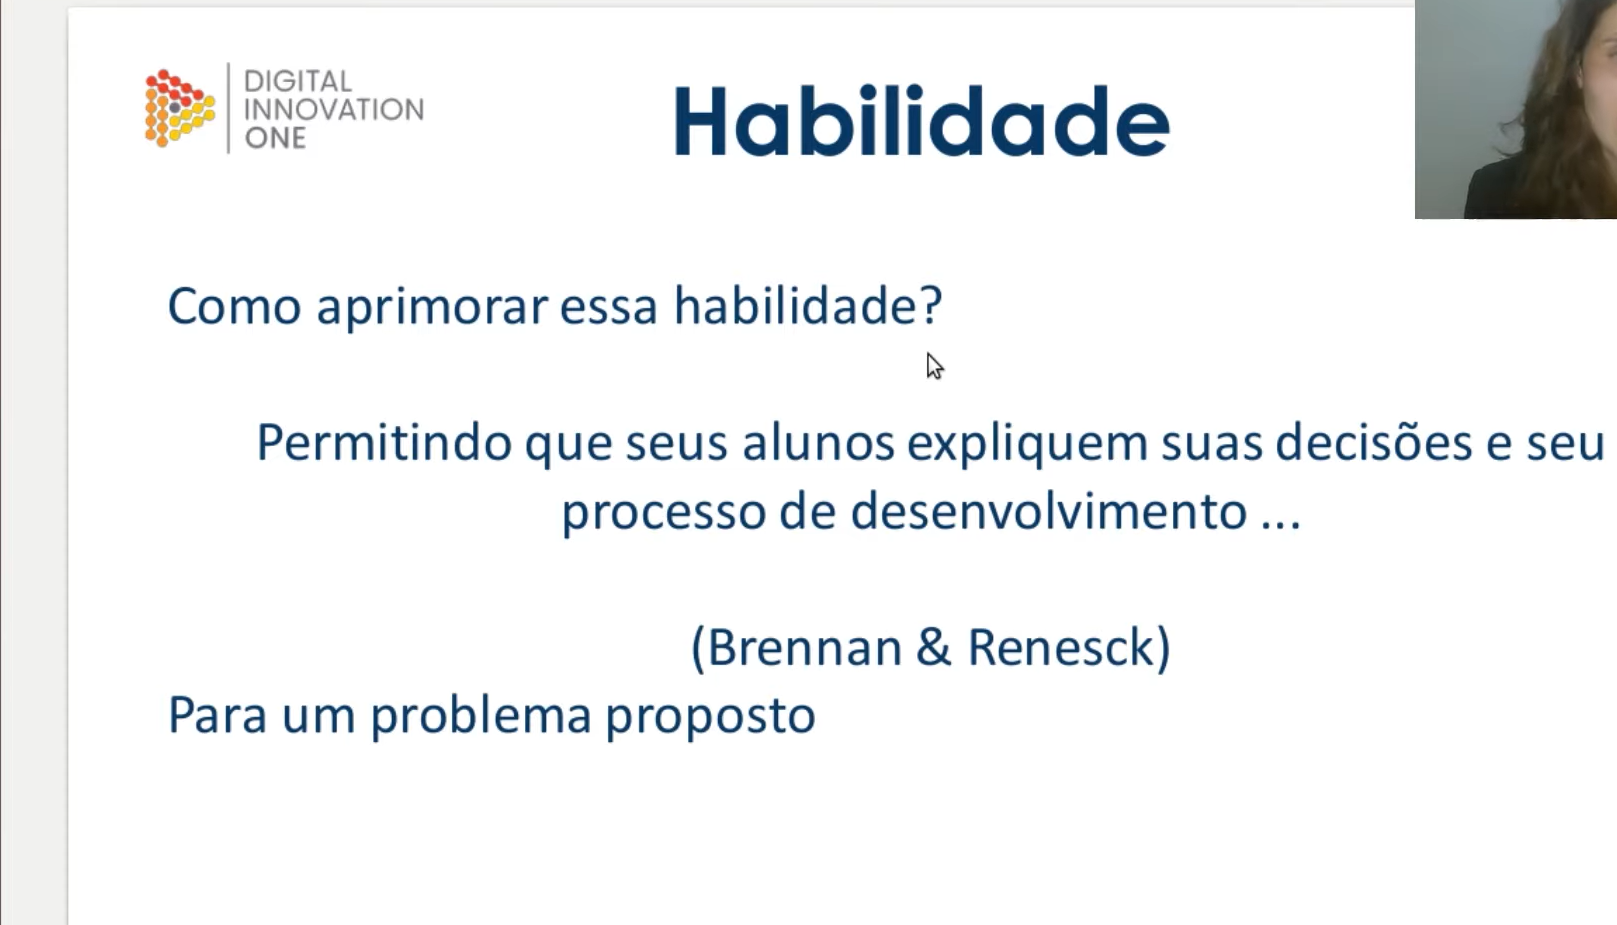 DIGITAL
INNOVATION
ONE
Habilidade
Como aprimorar essa habilidade?
Permitindo que seus alunos expliquem suas decisões e seu
processo de desenvolvimento ...
(Brennan & Renesck)
Para um problema proposto